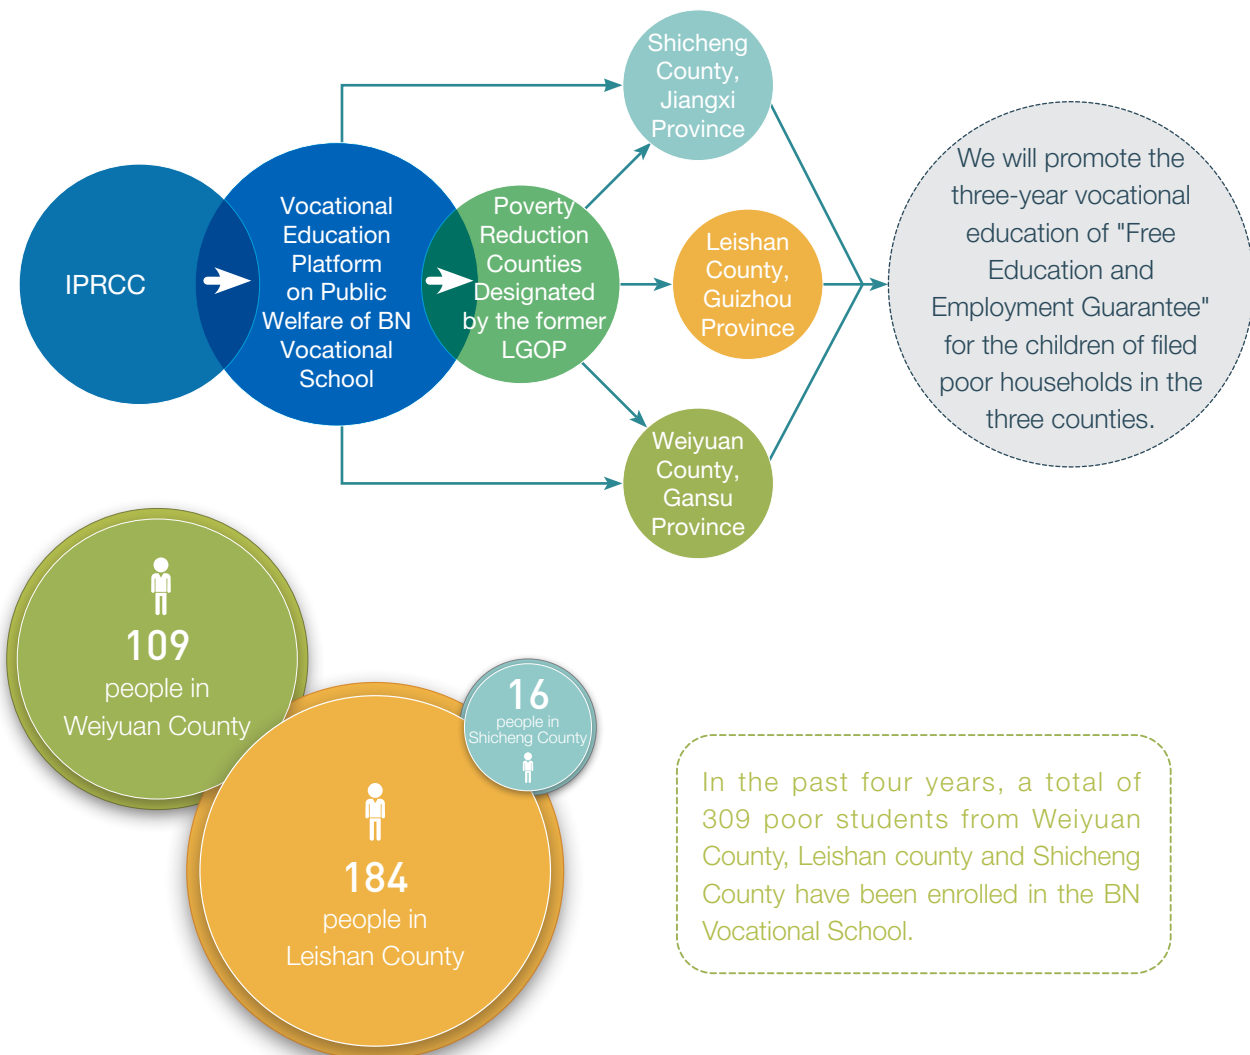 IPRCC
Vocational
Education
Platform
on Public
Welfare of BN
Vocational
School
Poverty
Reduction
Counties
Designated
by the former
LGOP
Shicheng
County,
Jiangxi
Province
Leishan
County,
Guizhou
Province
Weiyuan
County,
Gansu
Province
We will promote the
three-year vocational
education of "Free
Education and
Employment Guarantee"
for the children of filed
poor households in the
three counties.
109
people in
Weiyuan County
16
people in
Shicheng County
184
people in
Leishan County
In the past four years, a total of
309 poor students from Weiyuan
County, Leishan county and Shicheng
County have been enrolled in the BN
Vocational School.